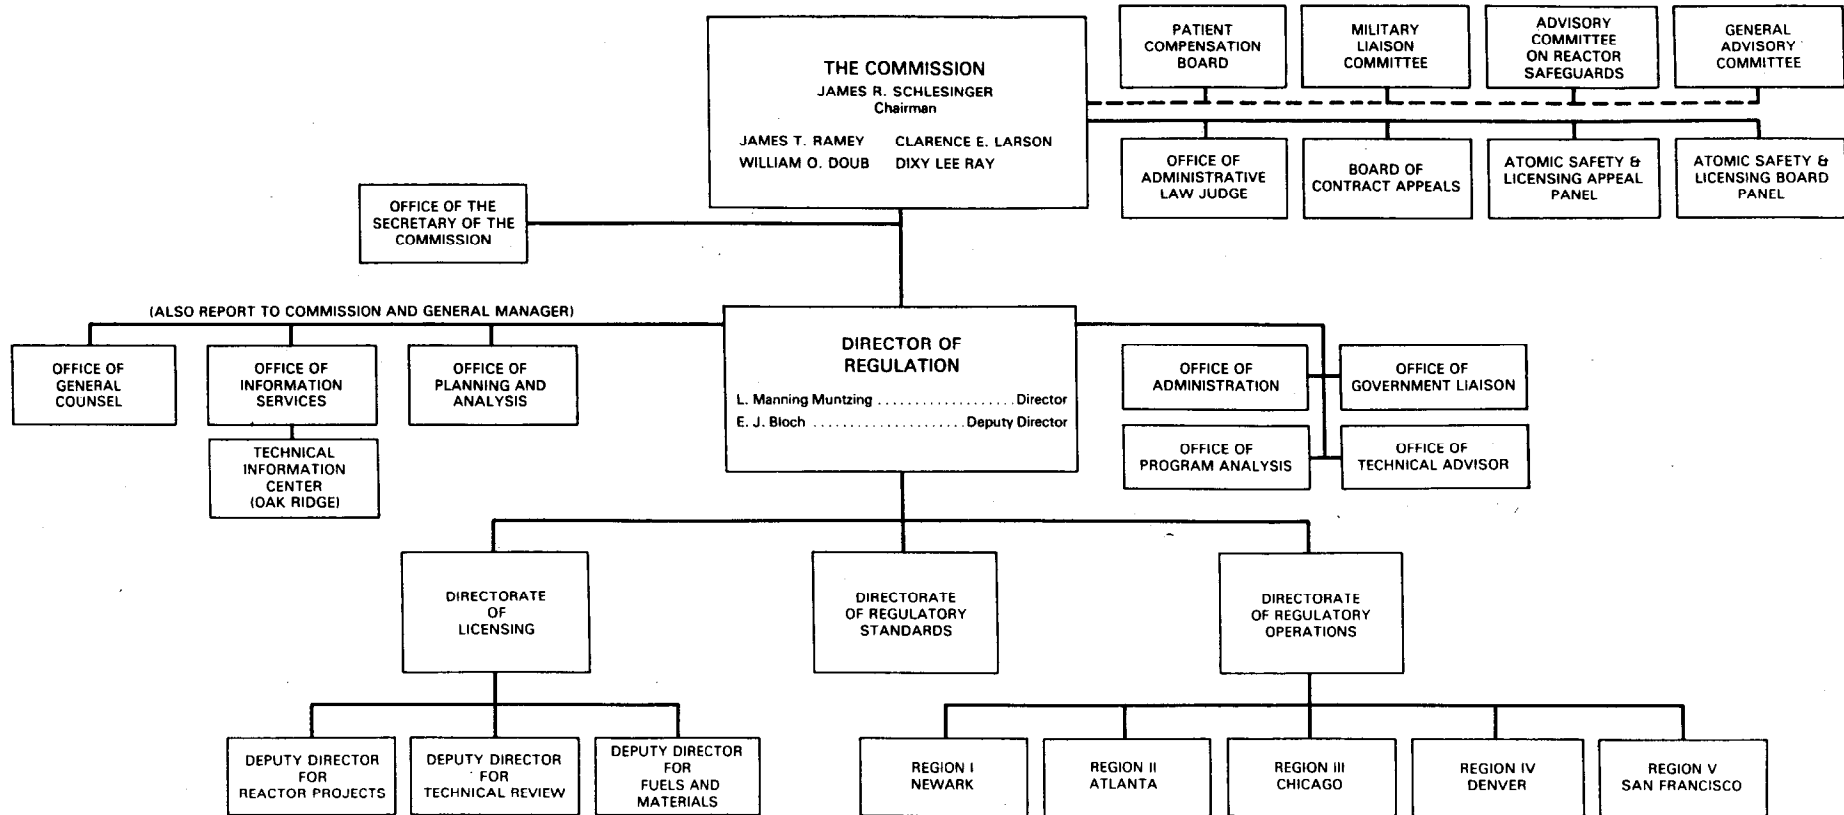 THE COMMISSION
JAMES R. SCHLESINGER
Chairman
JAMES T. RAMEY CLARENCE E. LARSON
WILLIAM O. DOUB DIXY LEE RAY
PATIENT
COMPENSATION
BOARD
MILITARY
LIAISON
COMMITTEE
ADVISORY
COMMITTEE
ON REACTOR
SAFEGUARDS
GENERAL
ADVISORY
COMMITTEE
OFFICE OF
ADMINISTRATIVE
LAW JUDGE
BOARD OF
CONTRACT APPEALS
ATOMIC SAFETY &
LICENSING APPEAL
PANEL
ATOMIC SAFETY &
LICENSING BOARD
PANEL
OFFICE OF THE
SECRETARY OF THE
COMMISSION
(ALSO REPORT TO COMMISSION AND GENERAL MANAGER)
OFFICE OF
GENERAL
COUNSEL
OFFICE OF
INFORMATION
SERVICES
OFFICE OF
PLANNING AND
ANALYSIS
TECHNICAL
INFORMATION
CENTER
(OAK RIDGE)
DIRECTOR OF
REGULATION
L. Manning Muntzing ................... Director
E. J. Bloch ..................... Deputy Director
OFFICE OF
ADMINISTRATION
OFFICE OF
GOVERNMENT LIAISON
OFFICE OF
PROGRAM ANALYSIS
OFFICE OF
TECHNICAL ADVISOR
DIRECTORATE
OF
LICENSING
DIRECTORATE
OF REGULATORY
STANDARDS
DIRECTORATE
OF REGULATORY
OPERATIONS
DEPUTY DIRECTOR
FOR
REACTOR PROJECTS
DEPUTY DIRECTOR
FOR
TECHNICAL REVIEW
DEPUTY DIRECTOR
FOR
FUELS AND
MATERIALS
REGION I
NEWARK
REGION II
ATLANTA
REGION III
CHICAGO
REGION IV
DENVER
REGION V
SAN FRANCISCO